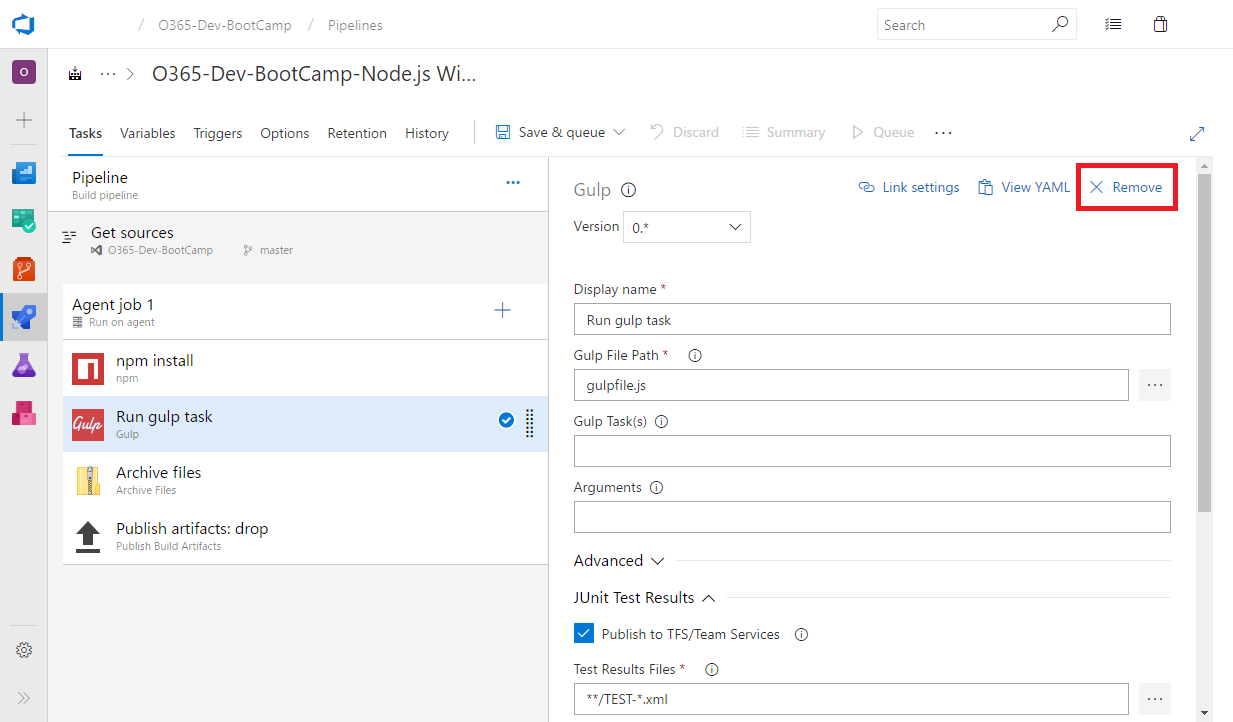 / O365-Dev-BootCamp / Pipelines
Search
O
··· > O365-Dev-BootCamp-Node.js Wi...
Tasks Variables Triggers Options Retention History Save & queue Discard Summary Queue ···
Pipeline
Build pipeline
Get sources
O365-Dev-BootCamp master
Agent job 1
Run on agent
npm install
npm
Run gulp task
Gulp
Gulp
Archive files
Archive Files
Publish artifacts: drop
Publish Build Artifacts
Gulp Link settings View YAML Remove
Version 0.*
Display name *
Run gulp task
Gulp File Path *
gulpfile.js
Gulp Task(s)
Arguments
Advanced
JUnit Test Results
Publish to TFS/Team Services
Test Results Files *
**/TEST-*.xml